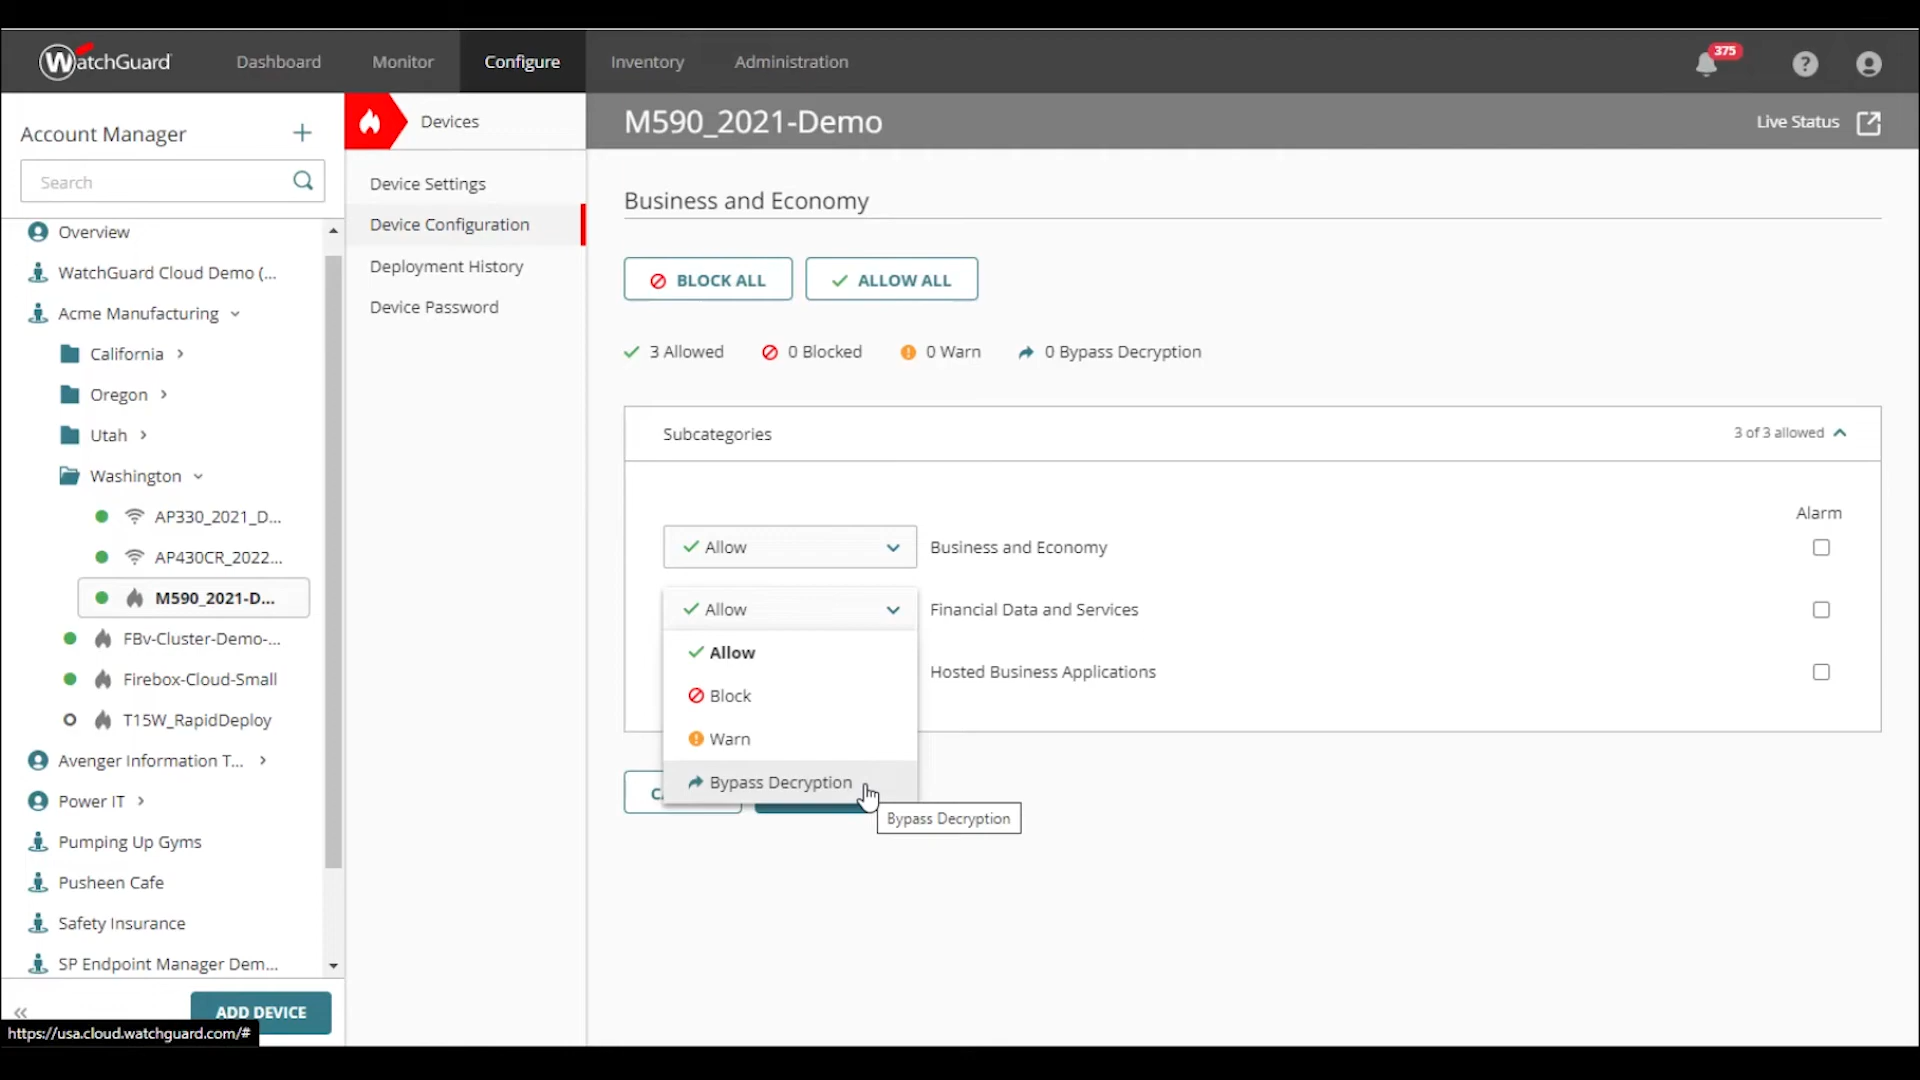 WatchGuard
Dashboard
Monitor
Configure
Inventory
Administration
375
Account Manager
Search
Overview
WatchGuard Cloud Demo (...
Acme Manufacturing
California
Oregon
Utah
Washington
AP330_2021_D...
AP430CR_2022...
M590_2021-D...
FBv-Cluster-Demo-...
Firebox-Cloud-Small
T15W_RapidDeploy
Avenger Information T...
Power IT
Pumping Up Gyms
Pusheen Cafe
Safety Insurance
SP Endpoint Manager Dem...
ADD DEVICE
https://usa.cloud.watchguard.com/#
Devices
Device Settings
Device Configuration
Deployment History
Device Password
M590_2021-Demo
Live Status
Business and Economy
BLOCK ALL
ALLOW ALL
3 Allowed
0 Blocked
0 Warn
0 Bypass Decryption
Subcategories
3 of 3 allowed
Alarm
Allow
Business and Economy
Allow
Financial Data and Services
Allow
Block
Hosted Business Applications
Warn
Bypass Decryption
Bypass Decryption